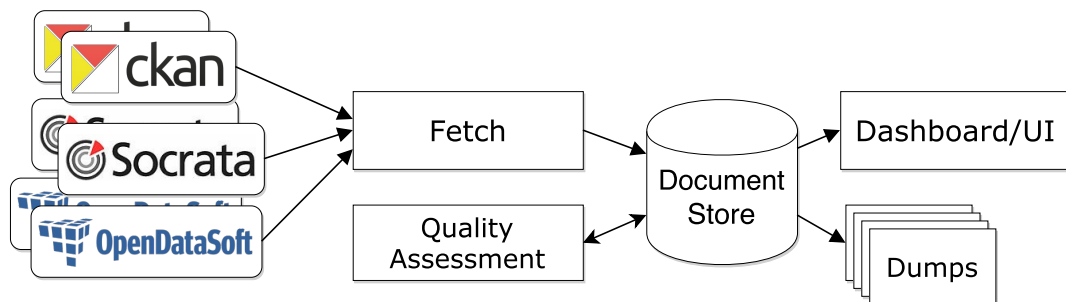 ckan
Socrata
OpenDataSoft
Fetch
Quality
Assessment
Document
Store
Dashboard/UI
Dumps